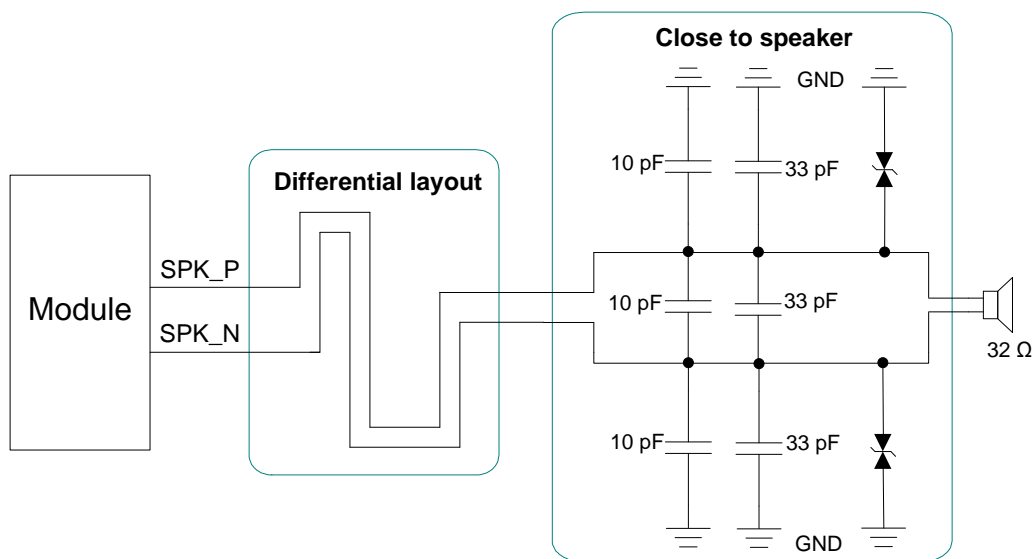 Close to speaker
GND
10 pF
33 pF
Differential layout
SPK_P
Module
SPK_N
10 pF
33 pF
32 Ω
10 pF
33 pF
GND